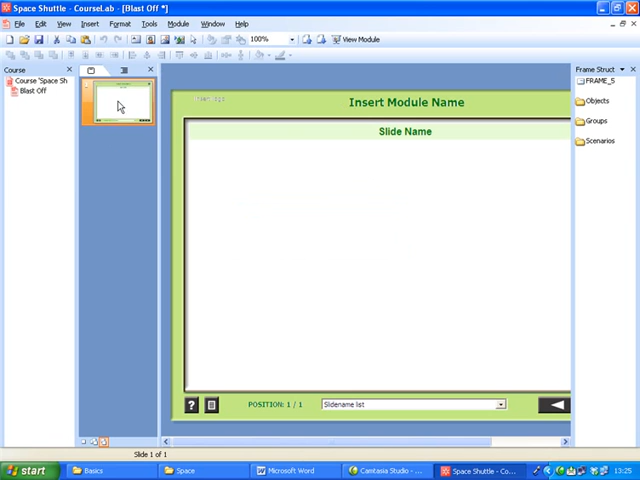 Space Shuttle - CourseLab - [Blast Off *]
File Edit View Insert Format Tools Module Window Help
100% View Module
Course
Frame Struct
Course 'Space Sh
Blast Off
FRAME_5
Objects
Groups
Scenarios
Insert Module Name
Slide Name
?
POSITION: 1 / 1
Slidename list
Slide 1 of 1
start
Basics
Space
Microsoft Word
Camtasia Studio - ...
Space Shuttle - Co...
13:25